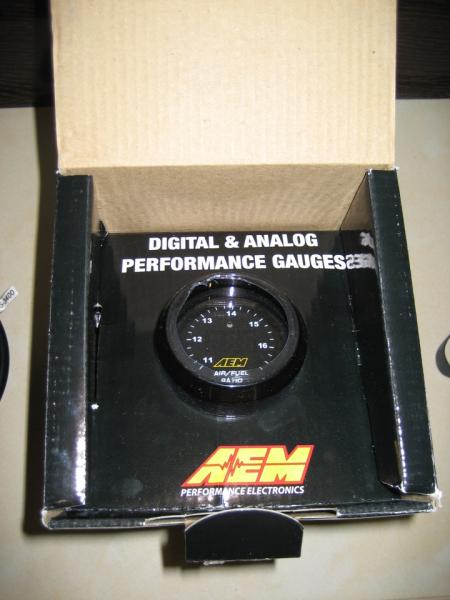 DIGITAL & ANALOG
PERFORMANCE GAUGES
14
13 15
12 16
11
AEM
AIR/FUEL
RATIO
AEM
PERFORMANCE ELECTRONICS